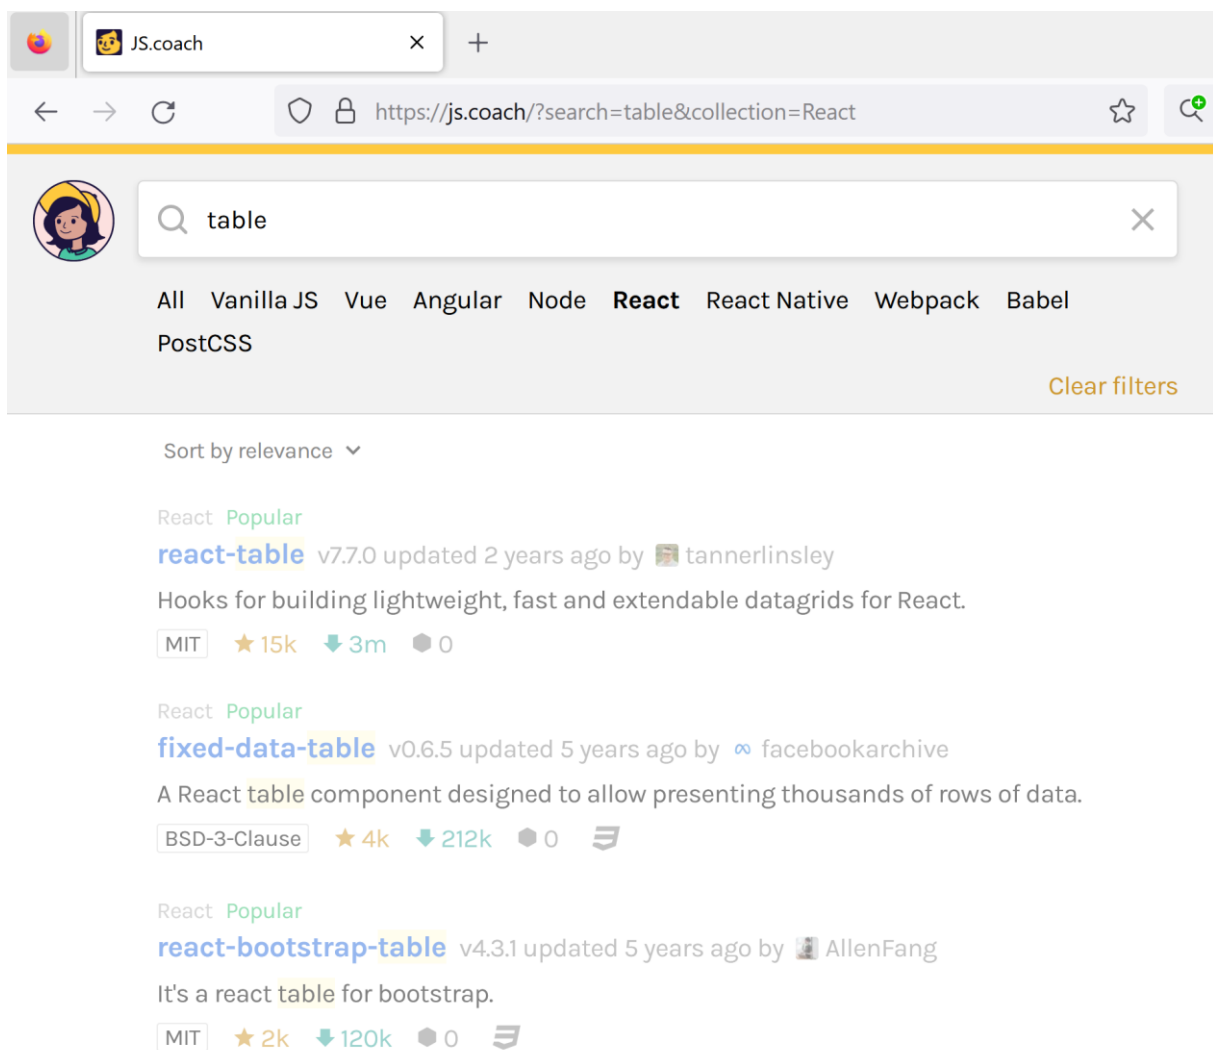 JS.coach
https://js.coach/?search=table&collection=React
table
All Vanilla JS Vue Angular Node React React Native Webpack Babel
PostCSS
Clear filters
Sort by relevance
React Popular
react-table v7.7.0 updated 2 years ago by tannerlinsley
Hooks for building lightweight, fast and extendable datagrids for React.
MIT 15k 3m 0
React Popular
fixed-data-table v0.6.5 updated 5 years ago by facebookarchive
A React table component designed to allow presenting thousands of rows of data.
BSD-3-Clause 4k 212k 0
React Popular
react-bootstrap-table v4.3.1 updated 5 years ago by AllenFang
It's a react table for bootstrap.
MIT 2k 120k 0